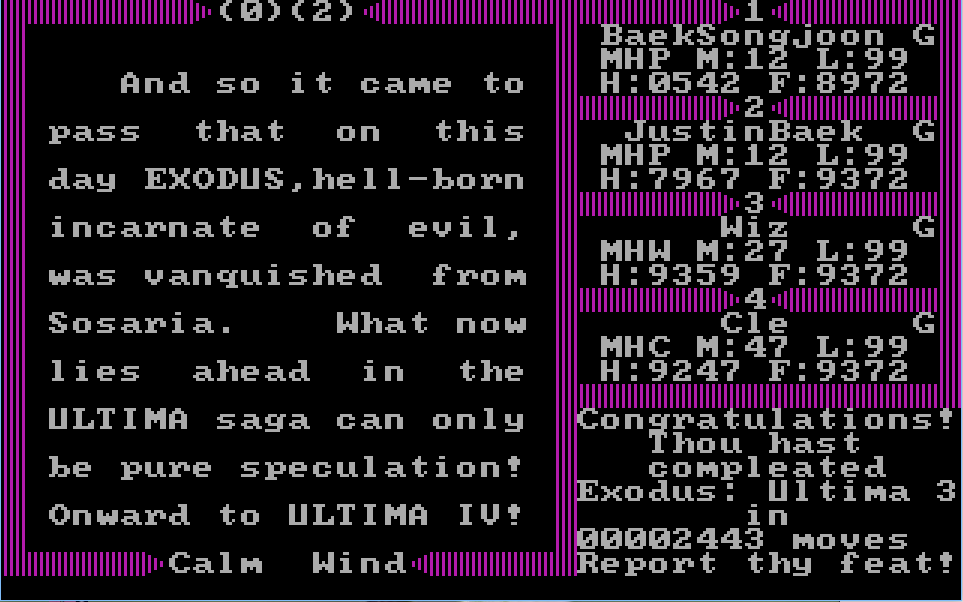 (0)(2)
And so it came to
pass that on this
day EXODUS,hell-born
incarnate of evil,
was vanquished from
Sosaria. What now
lies ahead in the
ULTIMA saga can only
be pure speculation!
Onward to ULTIMA IV!
Calm Wind
1
BaekSongjoon G
MHP M:12 L:99
H:0542 F:8972
2
JustinBaek G
MHP M:12 L:99
H:7967 F:9372
3
Wiz G
MHW M:27 L:99
H:9359 F:9372
4
Cle G
MHC M:47 L:99
H:9247 F:9372
Congratulations!
Thou hast
compleated
Exodus: Ultima 3
in
00002443 moves
Report thy feat!